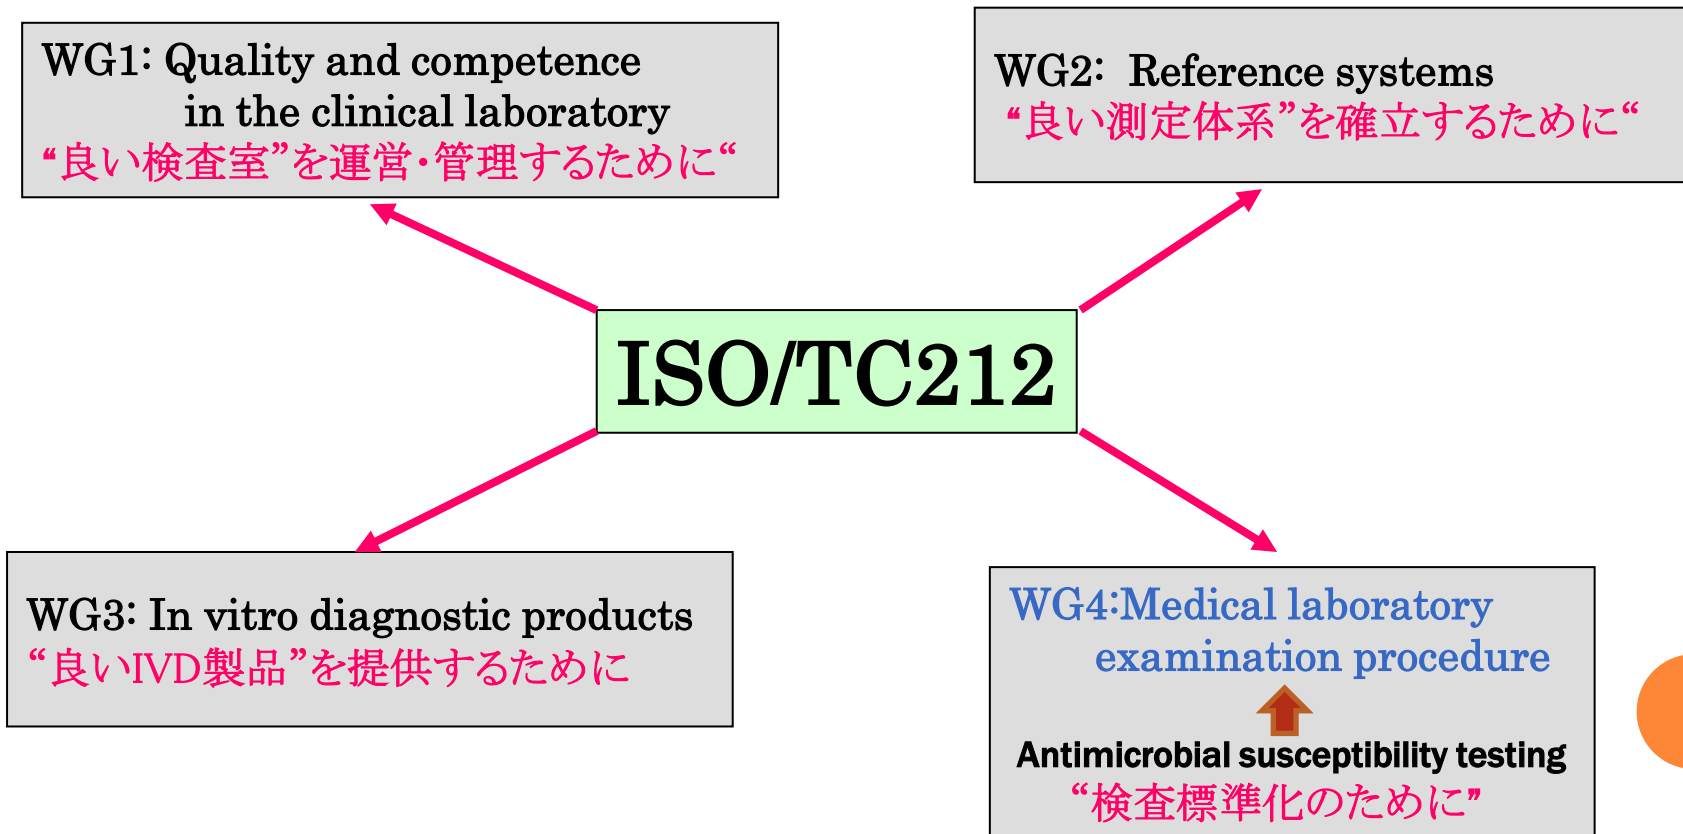 WG1: Quality and competence
in the clinical laboratory
❝良い検査室”を運営・管理するために“
WG2: Reference systems
❝良い測定体系”を確立するために“
ISO/TC212
WG3: In vitro diagnostic products
“良いIVD製品”を提供するために
WG4:Medical laboratory
examination procedure
Antimicrobial susceptibility testing
“検査標準化のために❞